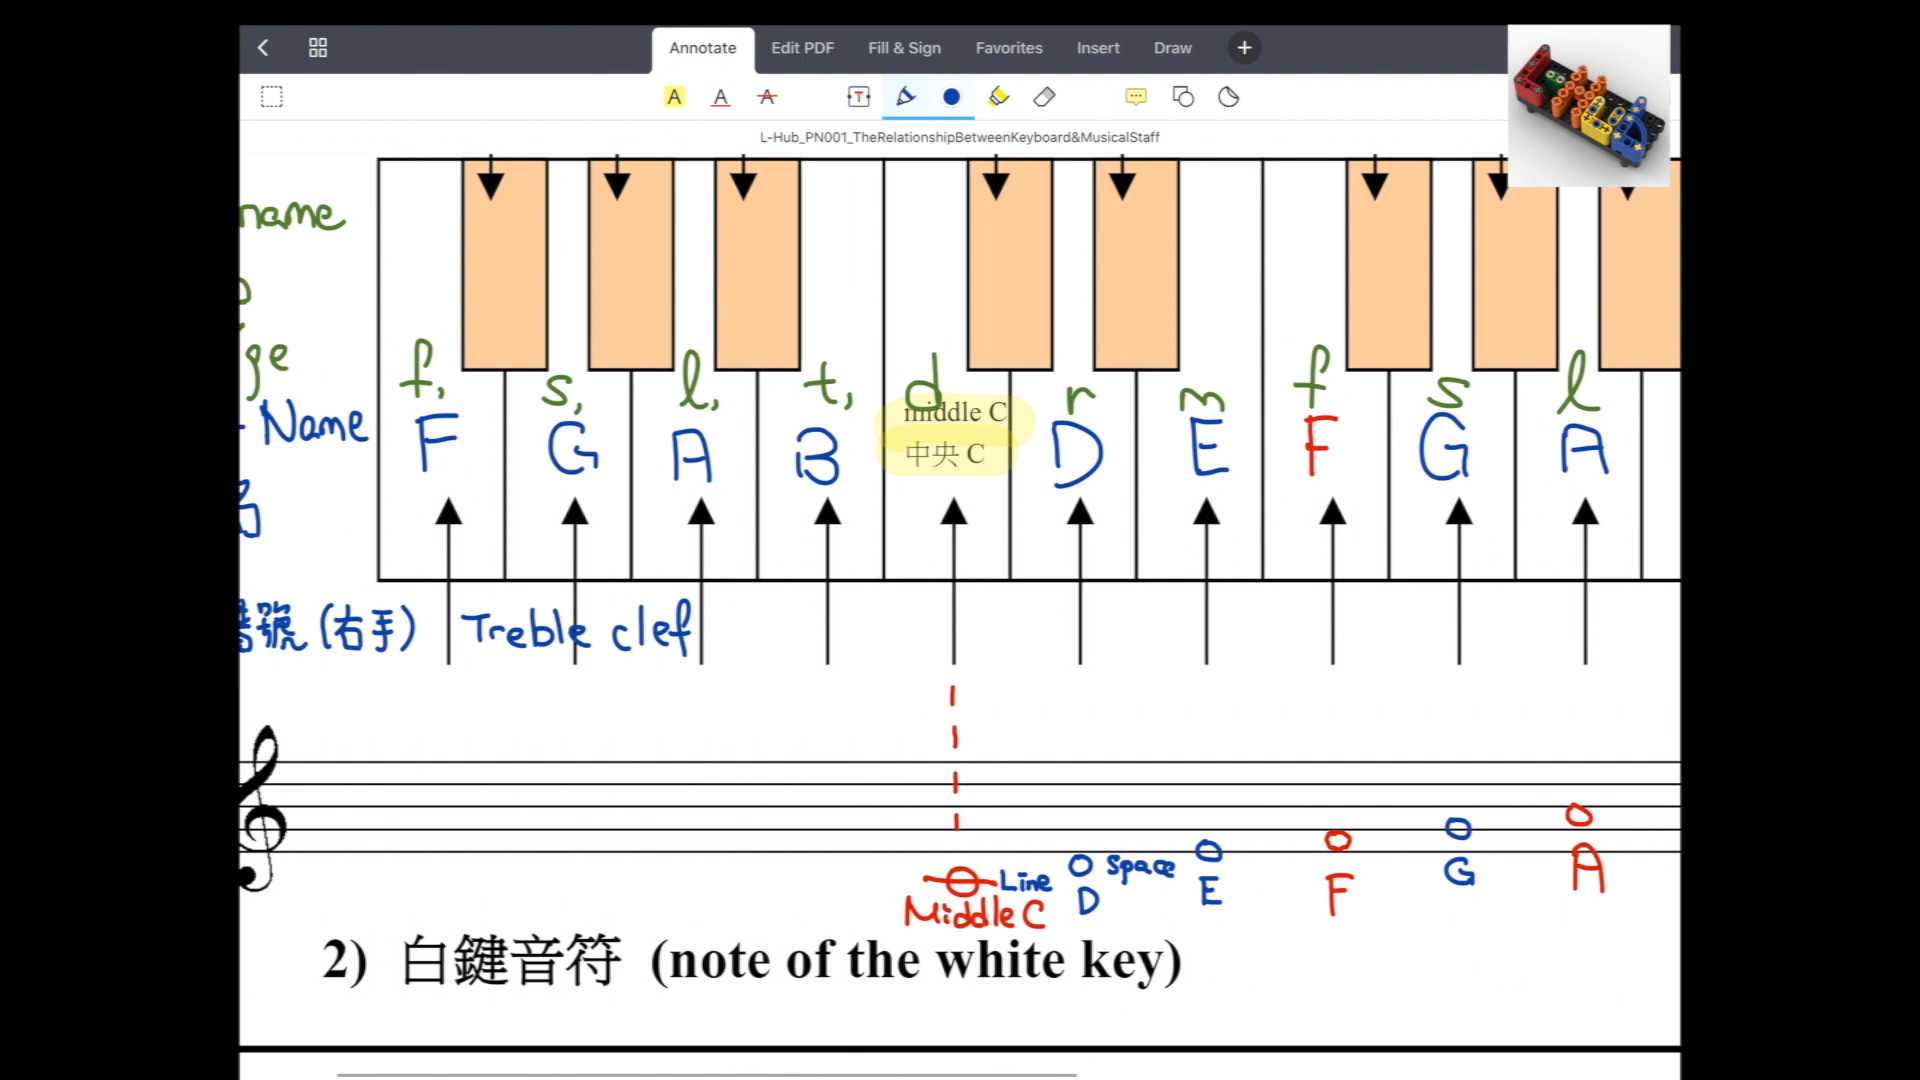 Annotate Edit PDF Fill & Sign Favorites Insert Draw
L-Hub_PN001_TheRelationshipBetweenKeyboard&MusicalStaff
name
ge
f, s, l, t, d r m f s l
middle C
Name F G A B 中央 C D E F G A
號 (右手) Treble clef
Line Space
Middle C D E F G A
2) 白鍵音符 (note of the white key)